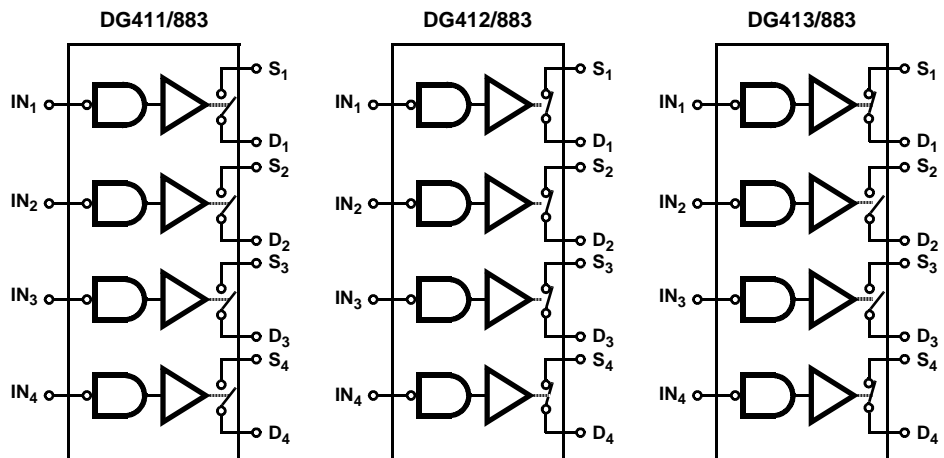 DG411/883
S1
IN1
D1
S2
IN2
D2
S3
IN3
D3
S4
IN4
D4
DG412/883
S1
IN1
D1
S2
IN2
D2
S3
IN3
D3
S4
IN4
D4
DG413/883
S1
IN1
D1
S2
IN2
D2
S3
IN3
D3
S4
IN4
D4